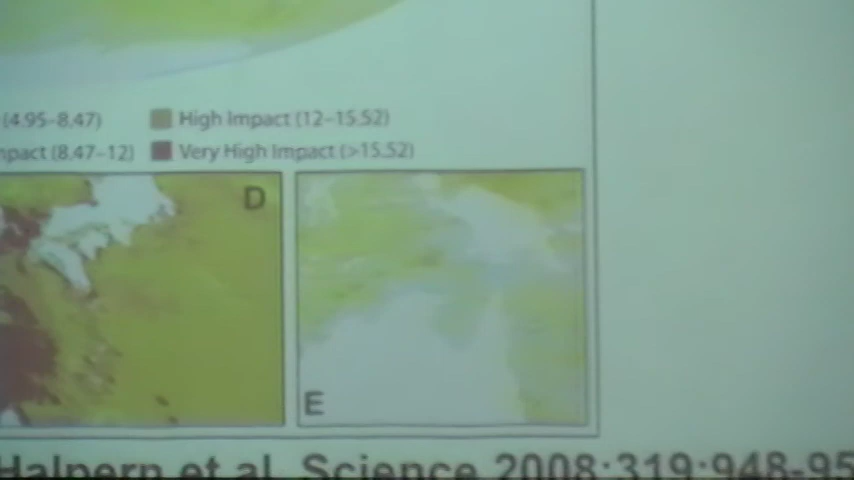 (4.95–8.47) High Impact (12–15.52)
mpact (8.47–12) Very High Impact (>15.52)
D
E
Halpern et al. Science 2008;319:948-95